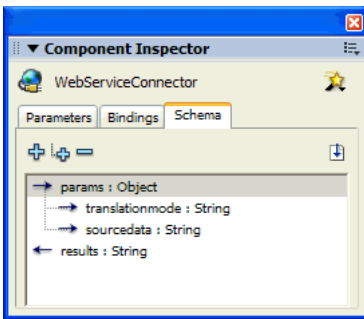 Component Inspector
WebServiceConnector
Parameters Bindings Schema
params : Object
translationmode : String
sourcedata : String
results : String